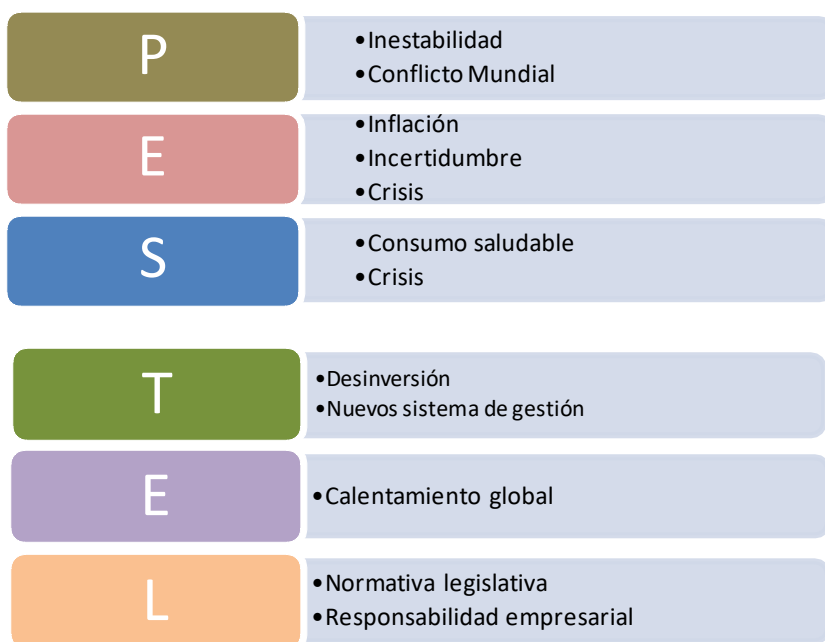 P
•Inestabilidad
•Conflicto Mundial
E
•Inflación
•Incertidumbre
•Crisis
S
•Consumo saludable
•Crisis
T
•Desinversión
•Nuevos sistema de gestión
E
•Calentamiento global
L
•Normativa legislativa
•Responsabilidad empresarial